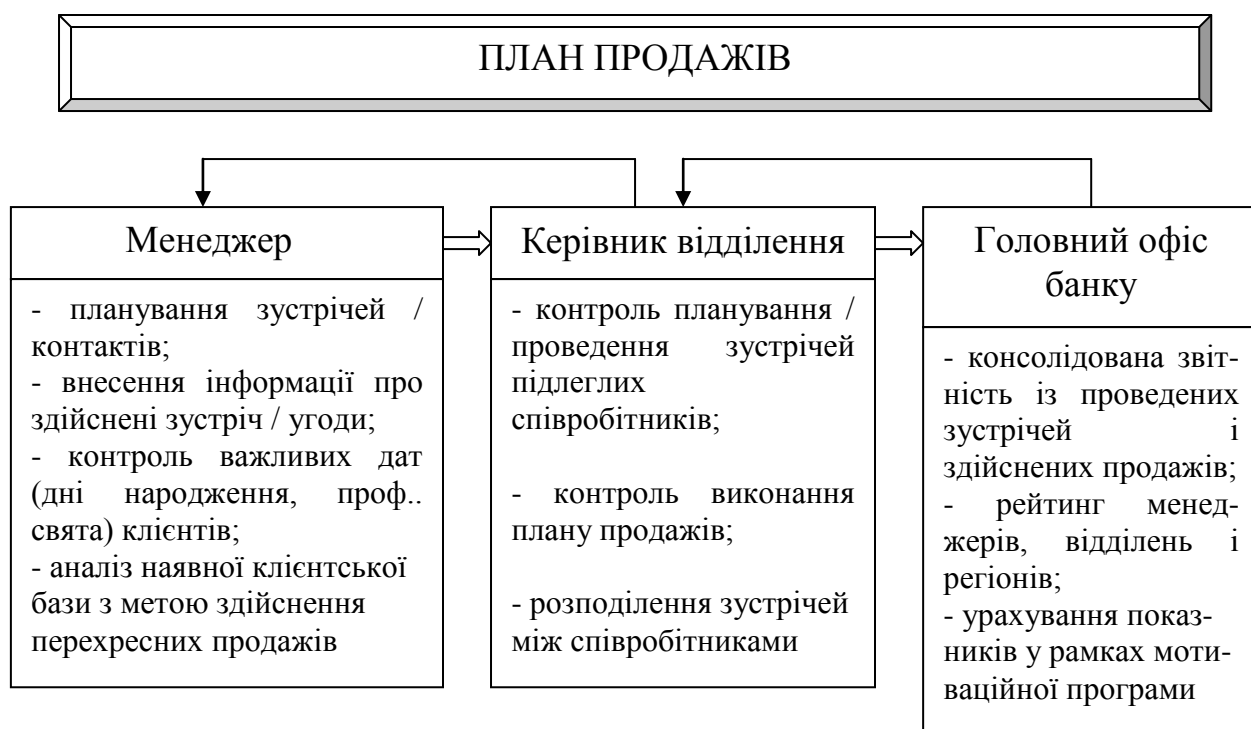 ПЛАН ПРОДАЖІВ
Менеджер
- планування зустрічей /
контактів;
- внесення інформації про
здійснені зустріч / угоди;
- контроль важливих дат
(дні народження, проф..
свята) клієнтів;
- аналіз наявної клієнтської
бази з метою здійснення
перехресних продажів
Керівник відділення
- контроль планування /
проведення зустрічей
підлеглих
співробітників;
- контроль виконання
плану продажів;
- розподілення зустрічей
між співробітниками
Головний офіс
банку
- консолідована звіт-
ність із проведених
зустрічей і
здійснених продажів;
- рейтинг менед-
жерів, відділень і
регіонів;
- урахування показ-
ників у рамках моти-
ваційної програми